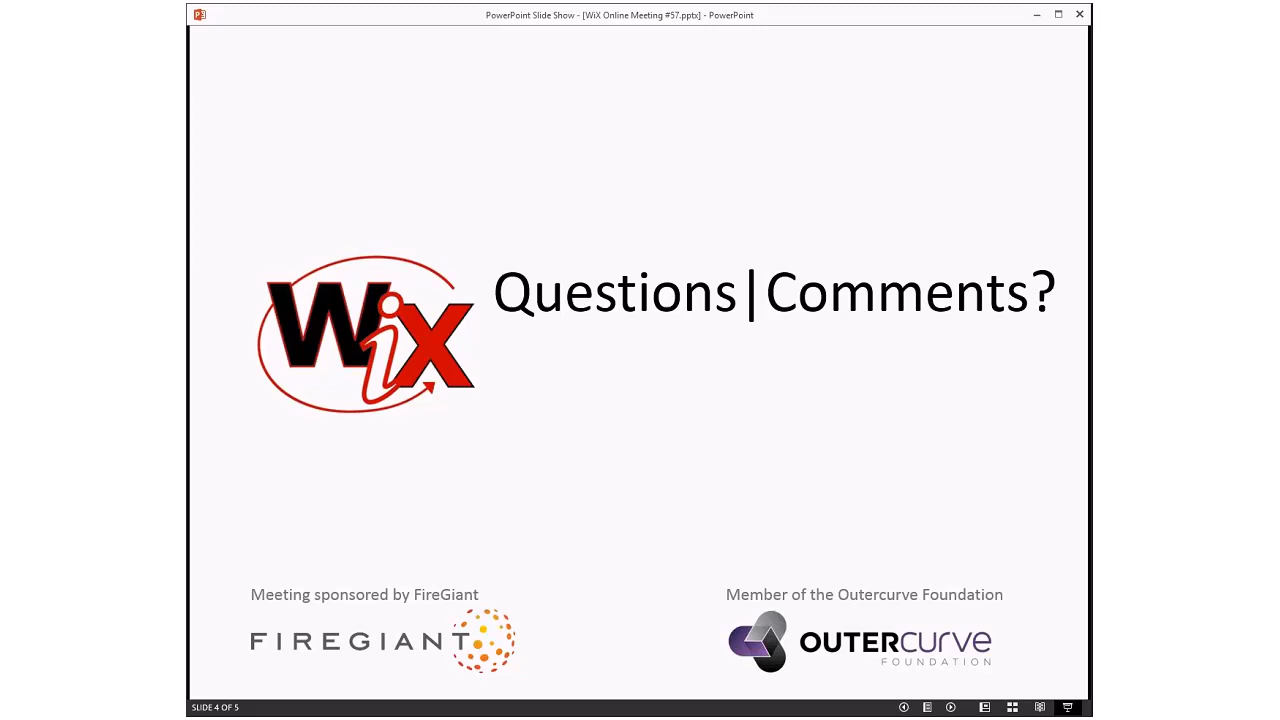 PowerPoint Slide Show - [WiX Online Meeting #57.pptx] - PowerPoint
WiX
Questions|Comments?
Meeting sponsored by FireGiant
FIREGIANT
Member of the Outercurve Foundation
OUTERCURVE
FOUNDATION
SLIDE 4 OF 5